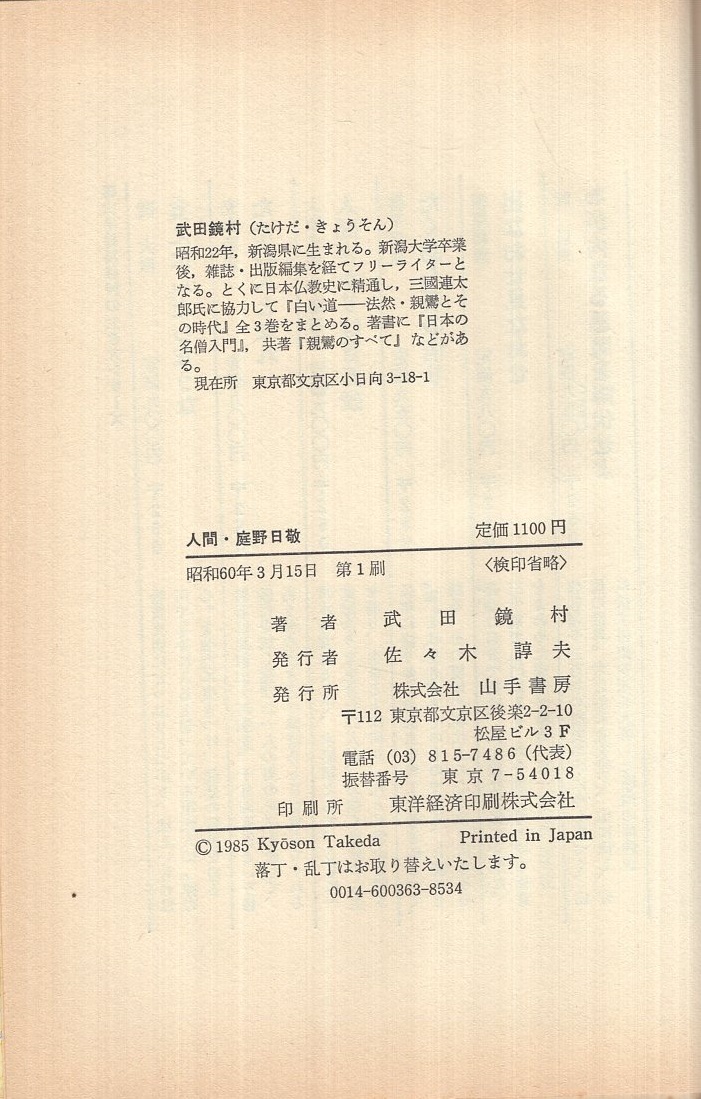 武田鏡村（たけだ・きょうそん）
昭和22年，新潟県に生まれる。新潟大学卒業
後，雑誌・出版編集を経てフリーライターと
なる。とくに日本仏教史に精通し，三國連太
郎氏に協力して『白い道――法然・親鸞とそ
の時代』全３巻をまとめる。著書に『日本の
名僧入門』，共著『親鸞のすべて』などがあ
る。
現在所　東京都文京区小日向3-18-1
人間・庭野日敬　定価1100円
昭和60年３月15日　第１刷　〈検印省略〉
著者　武田鏡村
発行者　佐々木諄夫
発行所　株式会社　山手書房
〒112　東京都文京区後楽2-2-10
松屋ビル３F
電話（03）815-7486（代表）
振替番号　東京7-54018
印刷所　東洋経済印刷株式会社
© 1985 Kyōson Takeda　Printed in Japan
落丁・乱丁はお取り替えいたします。
0014-600363-8534